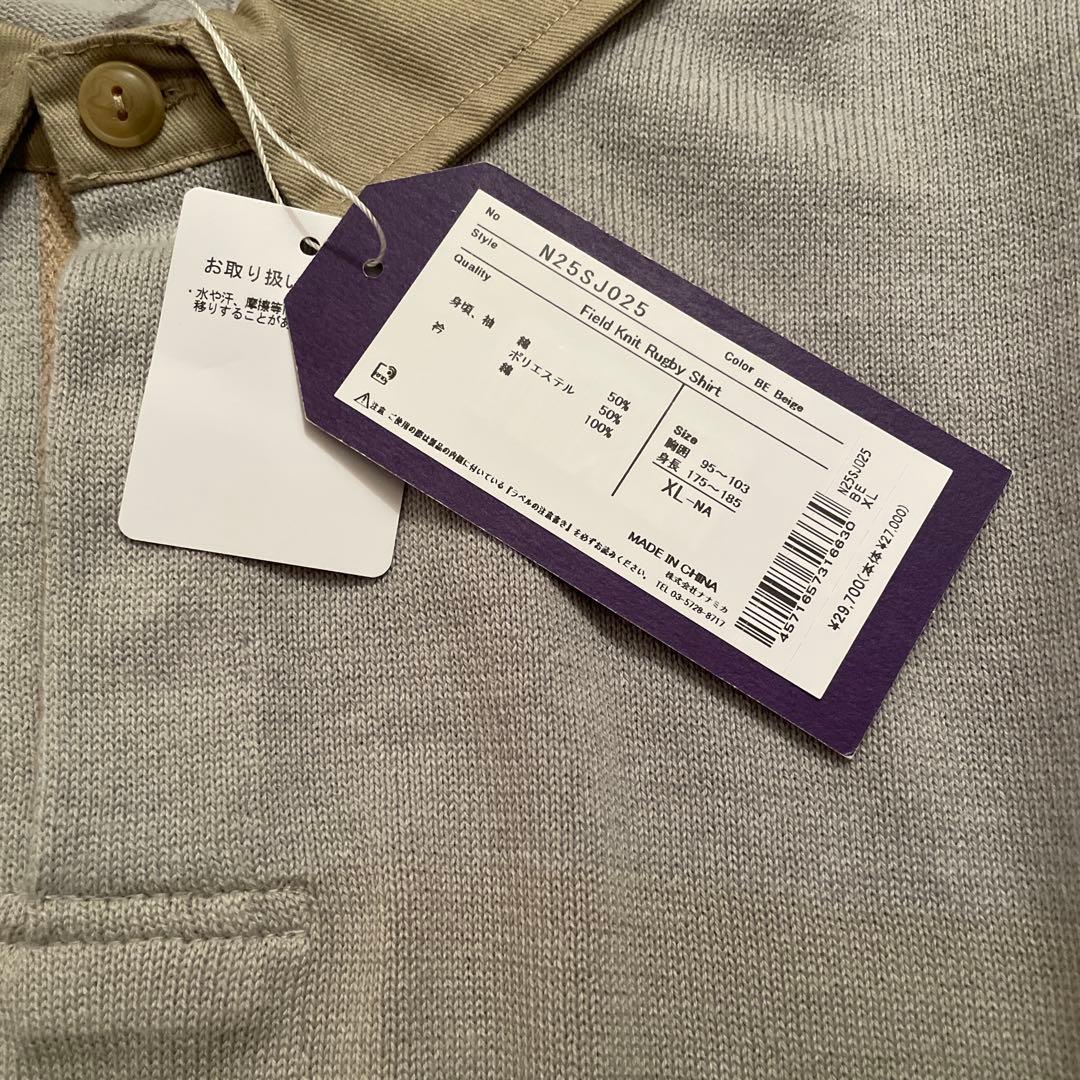 お取り扱い
・水や汗、摩擦等
移りすることがあ
No N25SJ025
Style Field Knit Rugby Shirt
Color BE Beige
Quality
身頃、袖 綿 50%
ポリエステル 50%
衿 綿 100%
Size
胸囲 95～103
身長 175～185
XL-NA
⚠注意 ご使用の際は製品の内側に付いている『ラベルの注意書き』を必ずお読みください。
MADE IN CHINA
株式会社ナナミカ
TEL 03-5728-8717
4571657316630
N25SJ025
BE
XL
¥29,700(本体¥27,000)